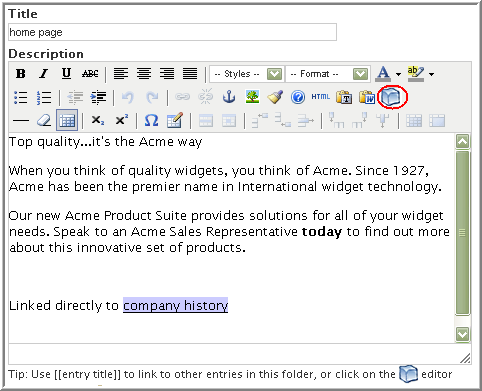 Title
home page
Description
B I U ABC -- Styles -- -- Format -- A ab
HTML T W
x₂ x² Ω
Top quality...it's the Acme way
When you think of quality widgets, you think of Acme. Since 1927,
Acme has been the premier name in International widget technology.
Our new Acme Product Suite provides solutions for all of your widget
needs. Speak to an Acme Sales Representative today to find out more
about this innovative set of products.
Linked directly to company history
Tip: Use [[entry title]] to link to other entries in this folder, or click on the editor